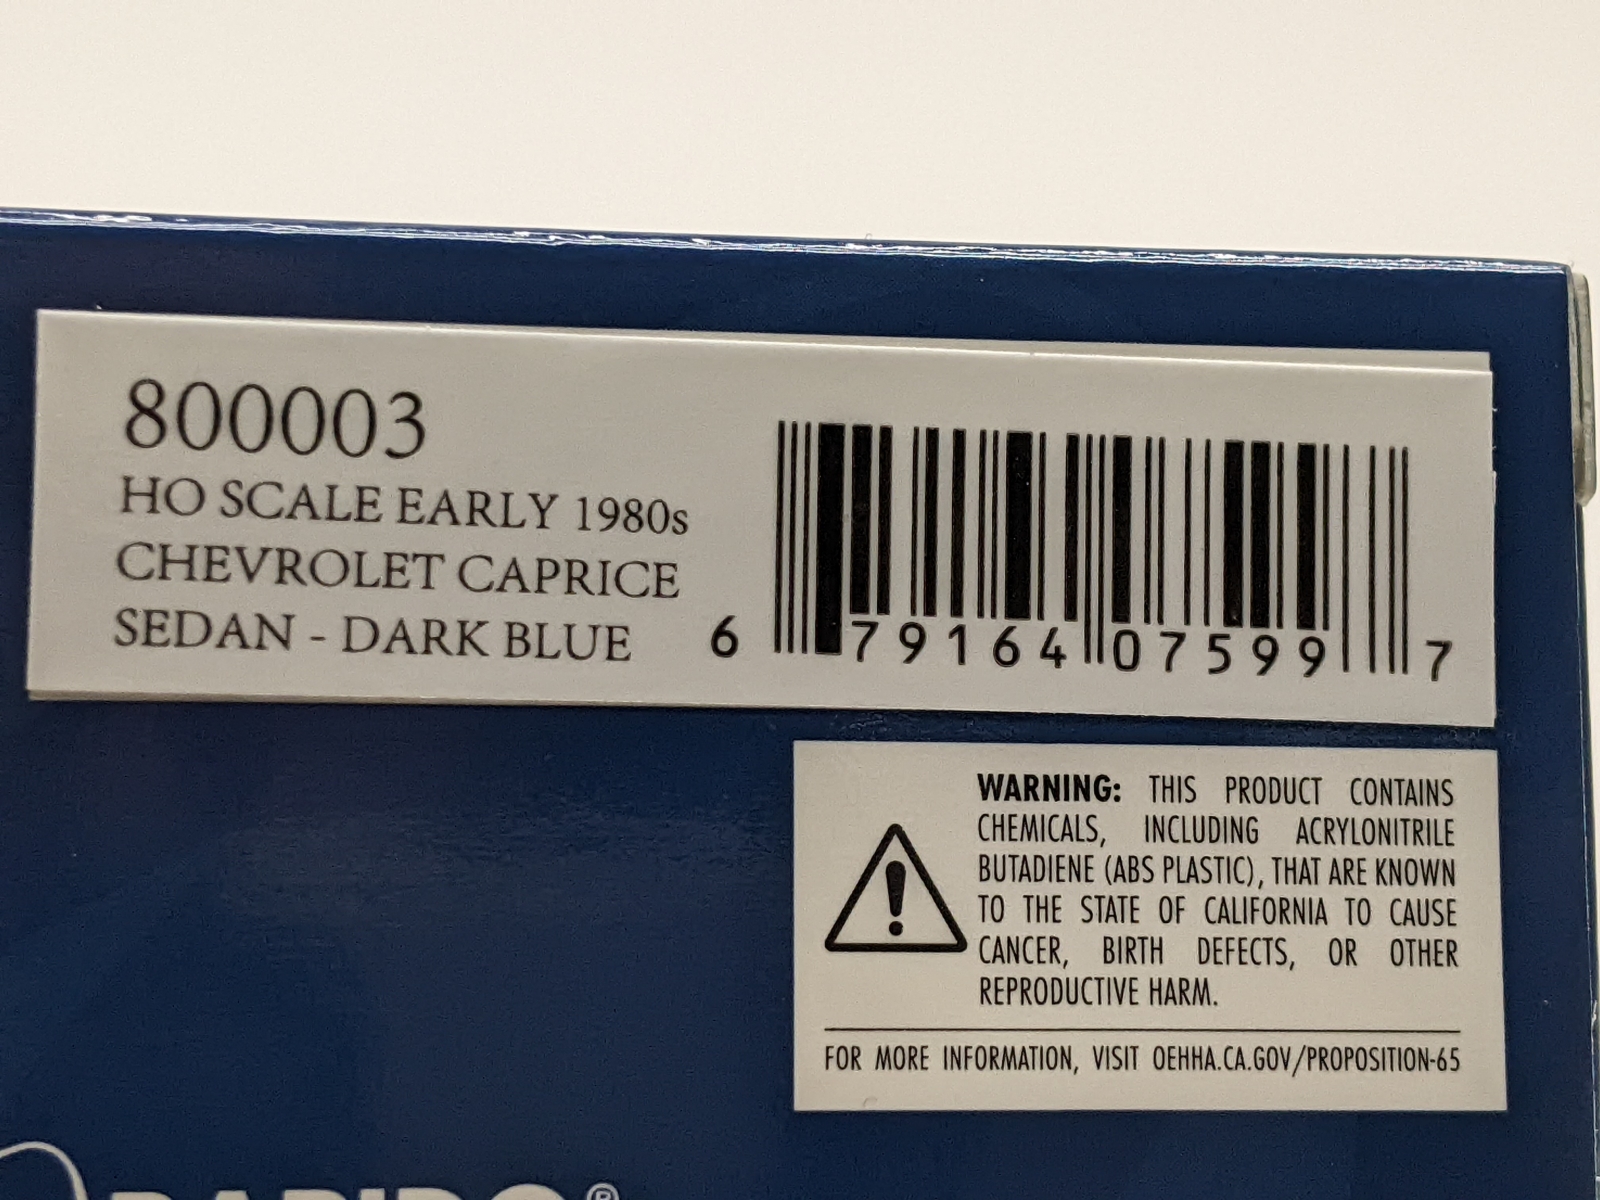 800003
HO SCALE EARLY 1980s
CHEVROLET CAPRICE
SEDAN - DARK BLUE
6 79164 07599 7
WARNING: THIS PRODUCT CONTAINS
CHEMICALS, INCLUDING ACRYLONITRILE
BUTADIENE (ABS PLASTIC), THAT ARE KNOWN
TO THE STATE OF CALIFORNIA TO CAUSE
CANCER, BIRTH DEFECTS, OR OTHER
REPRODUCTIVE HARM.
FOR MORE INFORMATION, VISIT OEHHA.CA.GOV/PROPOSITION-65
RAPIDO®